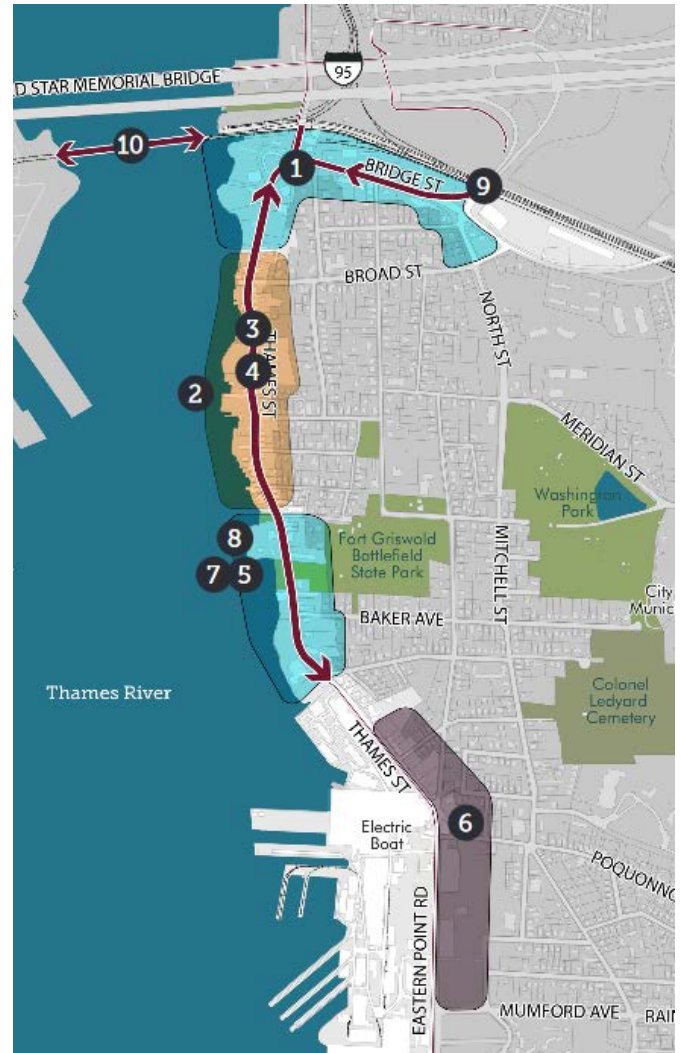 95
D STAR MEMORIAL BRIDGE
10
1
BRIDGE ST
9
BROAD ST
NORTH ST
3
THAMES ST
4
2
MERIDIAN ST
Washington
Park
8
Fort Griswold
Battlefield
State Park
MITCHELL ST
7
5
City
Munic
BAKER AVE
Thames River
Colonel
Ledyard
Cemetery
THAMES ST
6
Electric
Boat
POQUONNO
EASTERN POINT RD
MUMFORD AVE
RAIN